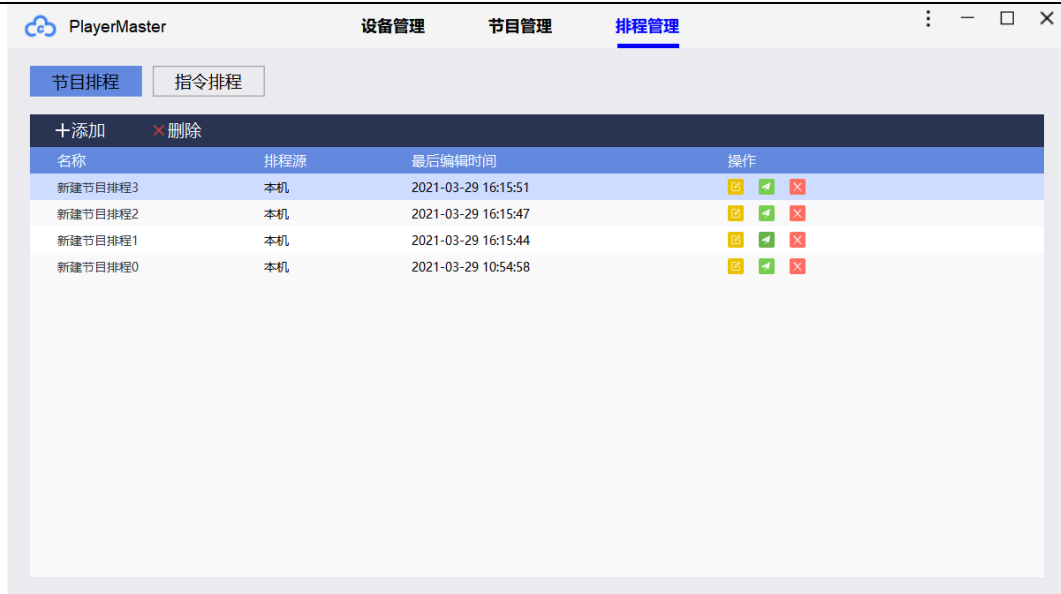 PlayerMaster 设备管理 节目管理 排程管理
节目排程 指令排程
添加 删除
名称 排程源 最后编辑时间 操作
新建节目排程3 本机 2021-03-29 16:15:51
新建节目排程2 本机 2021-03-29 16:15:47
新建节目排程1 本机 2021-03-29 16:15:44
新建节目排程0 本机 2021-03-29 10:54:58